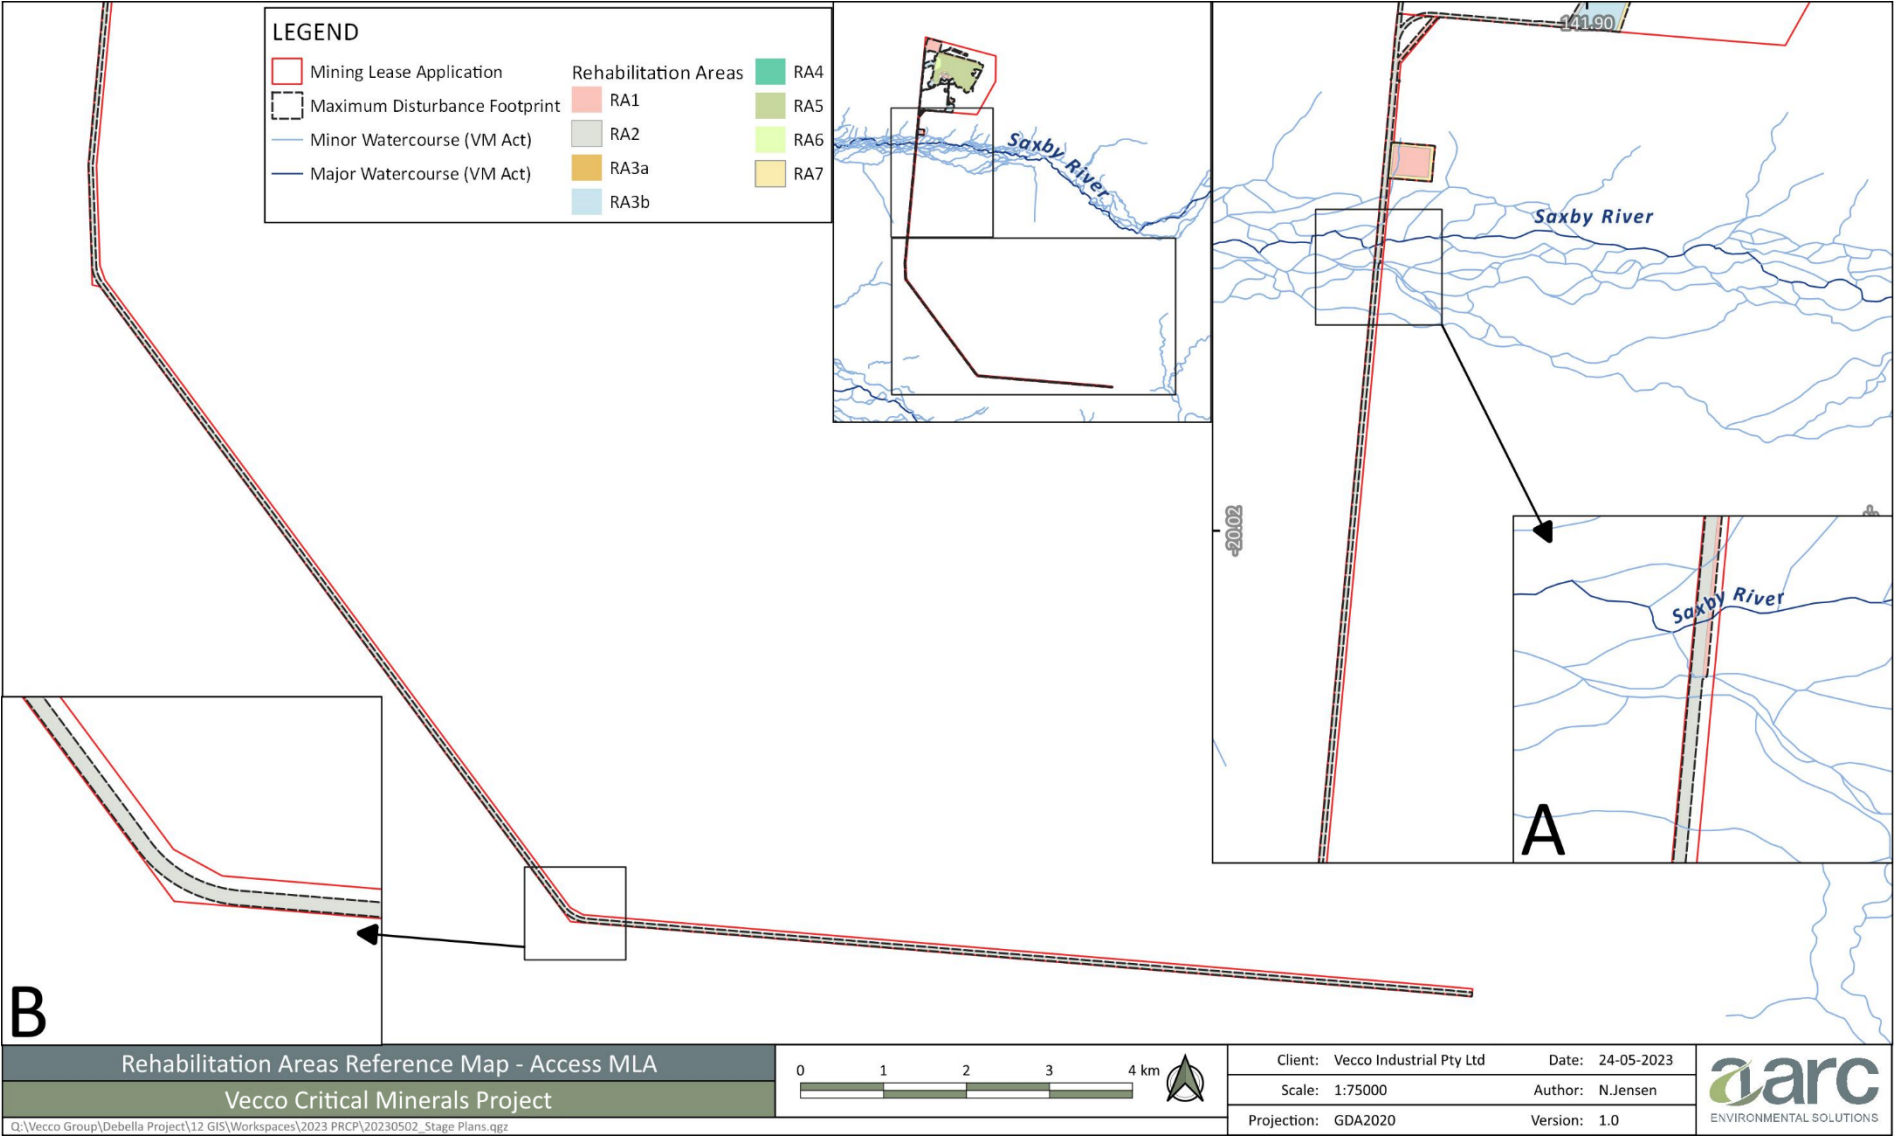 LEGEND
Mining Lease Application
Maximum Disturbance Footprint
Minor Watercourse (VM Act)
Major Watercourse (VM Act)
Rehabilitation Areas
RA1
RA2
RA3a
RA3b
RA4
RA5
RA6
RA7
Saxby River
141.90
Saxby River
-20.02
Saxby River
A
B
Rehabilitation Areas Reference Map - Access MLA
Vecco Critical Minerals Project
Q:\Vecco Group\Debella Project\12 GIS\Workspaces\2023 PRCP\20230502_Stage Plans.qgz
0 1 2 3 4 km
Client: Vecco Industrial Pty Ltd Date: 24-05-2023
Scale: 1:75000 Author: N.Jensen
Projection: GDA2020 Version: 1.0
aarc
ENVIRONMENTAL SOLUTIONS